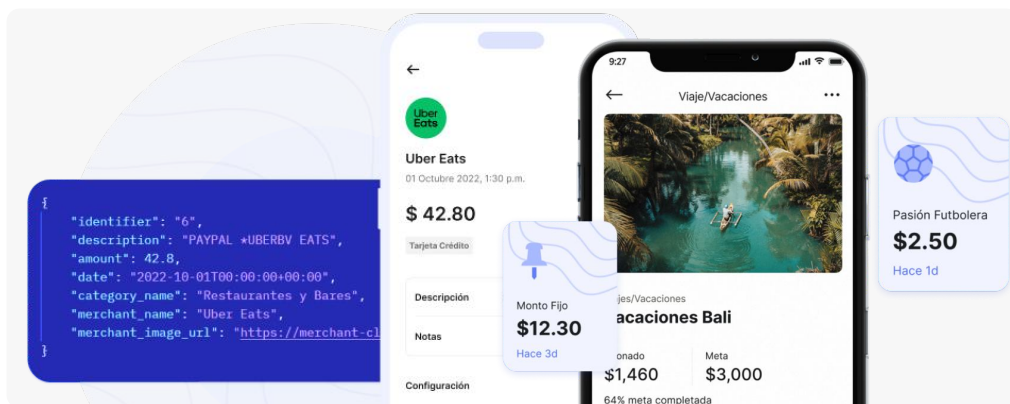 {
"identifier": "6",
"description": "PAYPAL *UBERBV EATS",
"amount": 42.8,
"date": "2022-10-01T00:00:00+00:00",
"category_name": "Restaurantes y Bares",
"merchant_name": "Uber Eats",
"merchant_image_url": "https://merchant-cl
}
Uber
Eats
Uber Eats
01 Octubre 2022, 1:30 p.m.
$ 42.80
Tarjeta Crédito
Descripción
Notas
Configuración
Monto Fijo
$12.30
Hace 3d
9:27
Viaje/Vacaciones
jes/Vacaciones
acaciones Bali
onado
$1,460
Meta
$3,000
64% meta completada
Pasión Futbolera
$2.50
Hace 1d